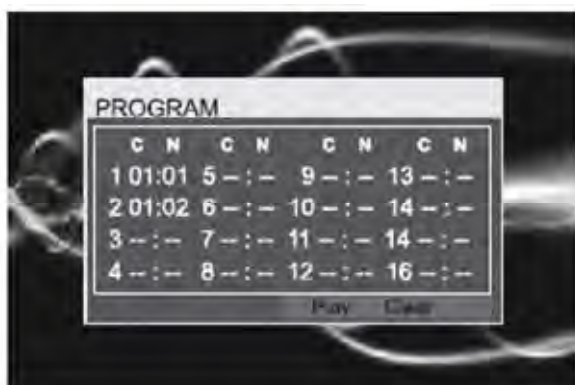 PROGRAM
C N C N C N C N
1 01:01 5 --:-- 9 --:-- 13 --:--
2 01:02 6 --:-- 10 --:-- 14 --:--
3 --:-- 7 --:-- 11 --:-- 14 --:--
4 --:-- 8 --:-- 12 --:-- 16 --:--
Play Clear